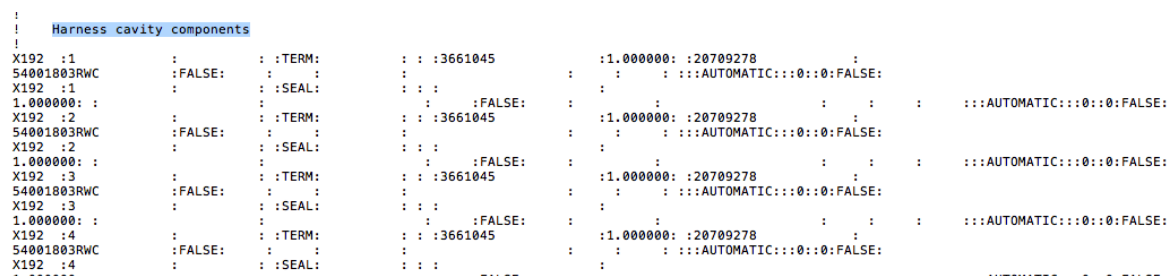 !
! Harness cavity components
!
X192 :1 : : :TERM: : : :3661045 :1.000000: :20709278 :
54001803RWC :FALSE: : : : : : : :::AUTOMATIC:::0::0:FALSE:
X192 :1 : : :SEAL: : : : :
1.000000: : : : :FALSE: : : : : : :::AUTOMATIC:::0::0:FALSE:
X192 :2 : : :TERM: : : :3661045 :1.000000: :20709278 :
54001803RWC :FALSE: : : : : : : :::AUTOMATIC:::0::0:FALSE:
X192 :2 : : :SEAL: : : : :
1.000000: : : : :FALSE: : : : : : :::AUTOMATIC:::0::0:FALSE:
X192 :3 : : :TERM: : : :3661045 :1.000000: :20709278 :
54001803RWC :FALSE: : : : : : : :::AUTOMATIC:::0::0:FALSE:
X192 :3 : : :SEAL: : : : :
1.000000: : : : :FALSE: : : : : : :::AUTOMATIC:::0::0:FALSE:
X192 :4 : : :TERM: : : :3661045 :1.000000: :20709278 :
54001803RWC :FALSE: : : : : : : :::AUTOMATIC:::0::0:FALSE:
X192 :4 : : :SEAL: : : : :